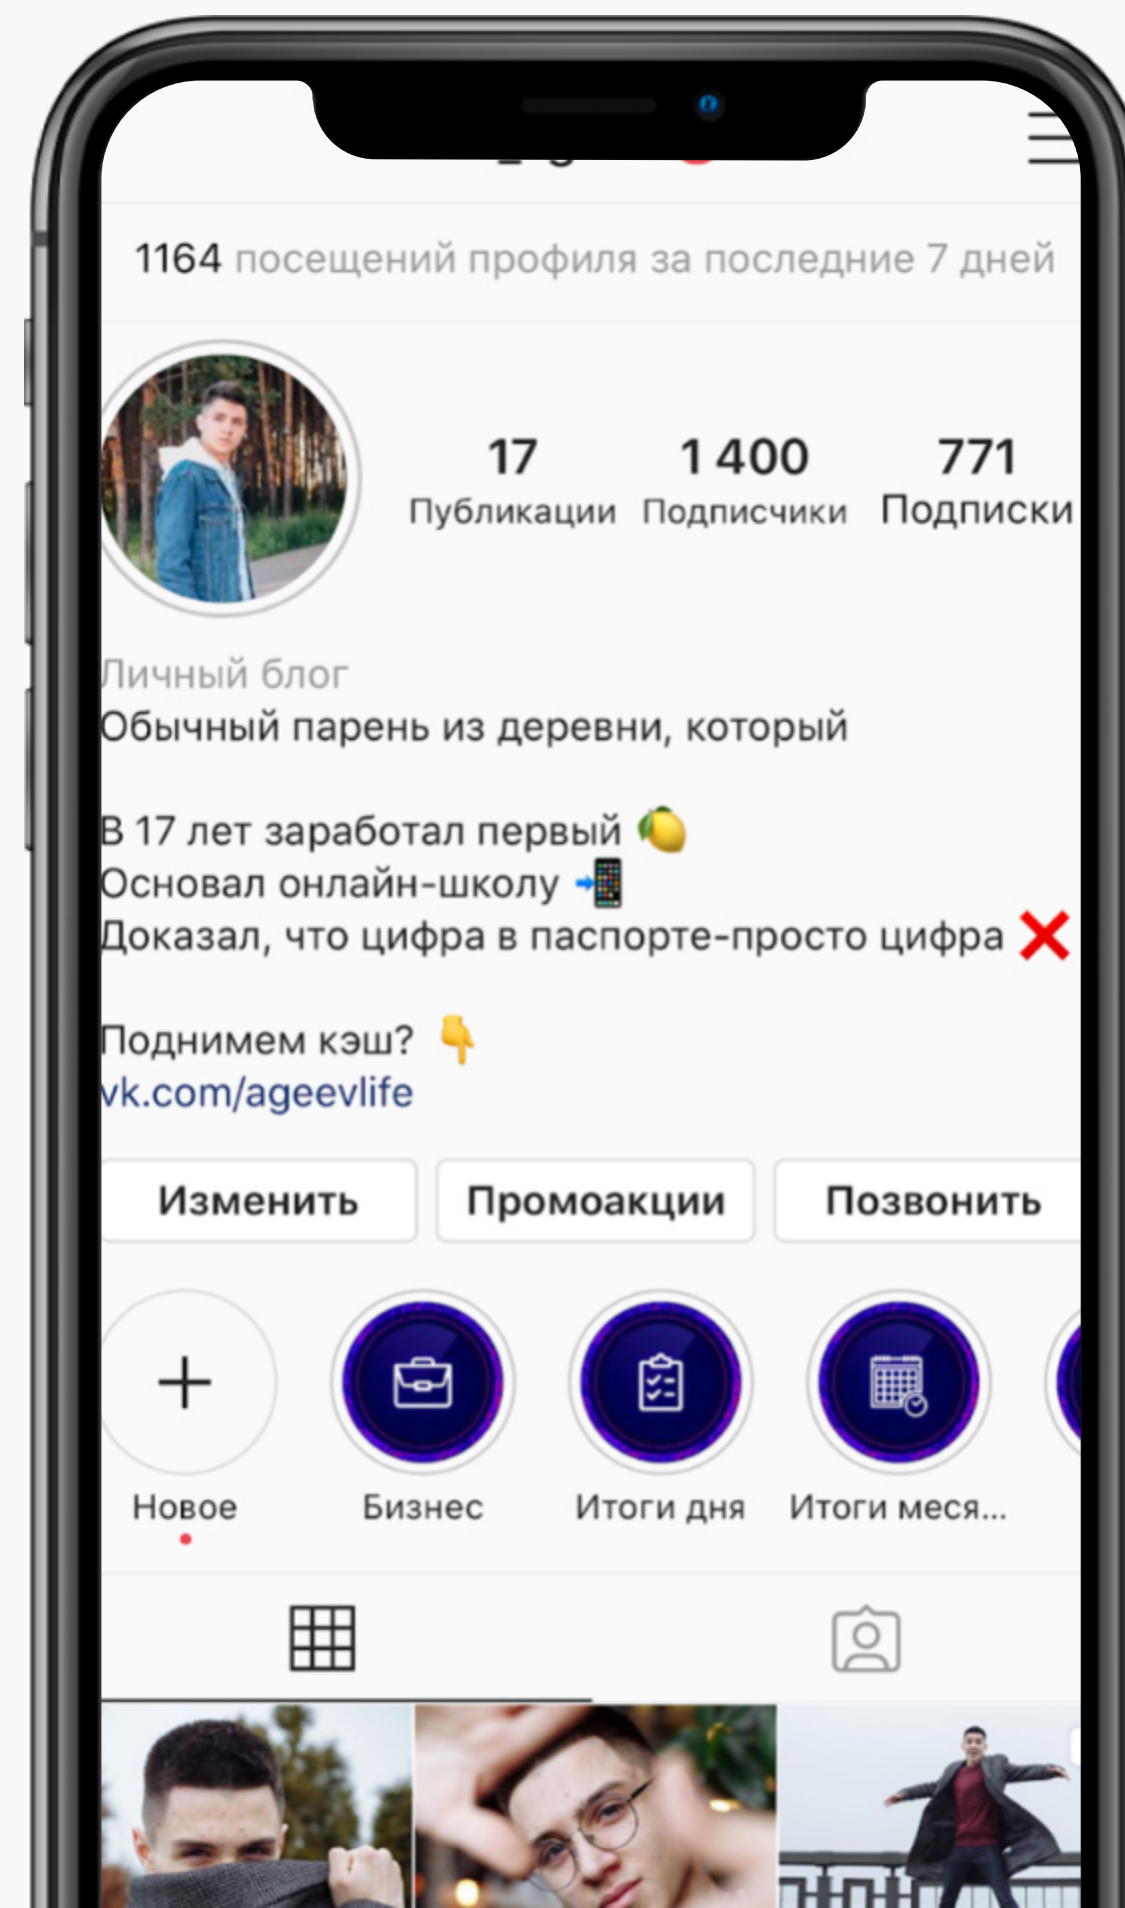 1164 посещений профиля за последние 7 дней
17 1 400 771
Публикации Подписчики Подписки
Личный блог
Обычный парень из деревни, который
В 17 лет заработал первый 🍋
Основал онлайн-школу 📲
Доказал, что цифра в паспорте-просто цифра ❌
Поднимем кэш? 👇
vk.com/ageevlife
Изменить Промоакции Позвонить
Новое Бизнес Итоги дня Итоги меся...